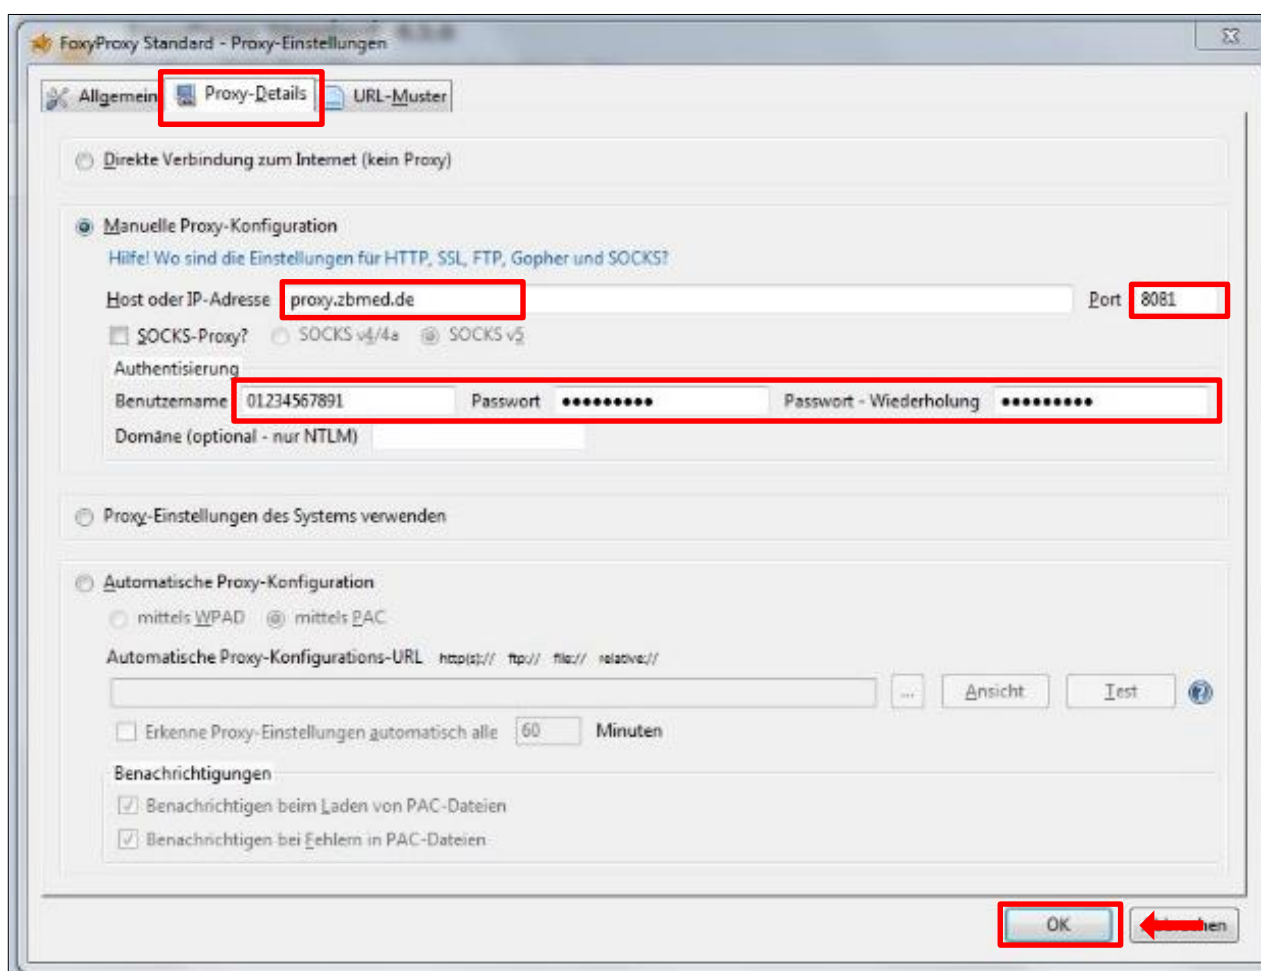 FoxyProxy Standard - Proxy-Einstellungen
Allgemein Proxy-Details URL-Muster
Direkte Verbindung zum Internet (kein Proxy)
Manuelle Proxy-Konfiguration
Hilfe! Wo sind die Einstellungen für HTTP, SSL, FTP, Gopher und SOCKS?
Host oder IP-Adresse proxy.zbmed.de Port 8081
SOCKS-Proxy? SOCKS v4/4a SOCKS v5
Authentisierung
Benutzername 01234567891 Passwort ●●●●●●●●● Passwort - Wiederholung ●●●●●●●●●
Domäne (optional - nur NTLM)
Proxy-Einstellungen des Systems verwenden
Automatische Proxy-Konfiguration
mittels WPAD mittels PAC
Automatische Proxy-Konfigurations-URL http(s):// ftp:// file:// relative://
... Ansicht Test ?
Erkenne Proxy-Einstellungen automatisch alle 60 Minuten
Benachrichtigungen
Benachrichtigen beim Laden von PAC-Dateien
Benachrichtigen bei Fehlern in PAC-Dateien
OK